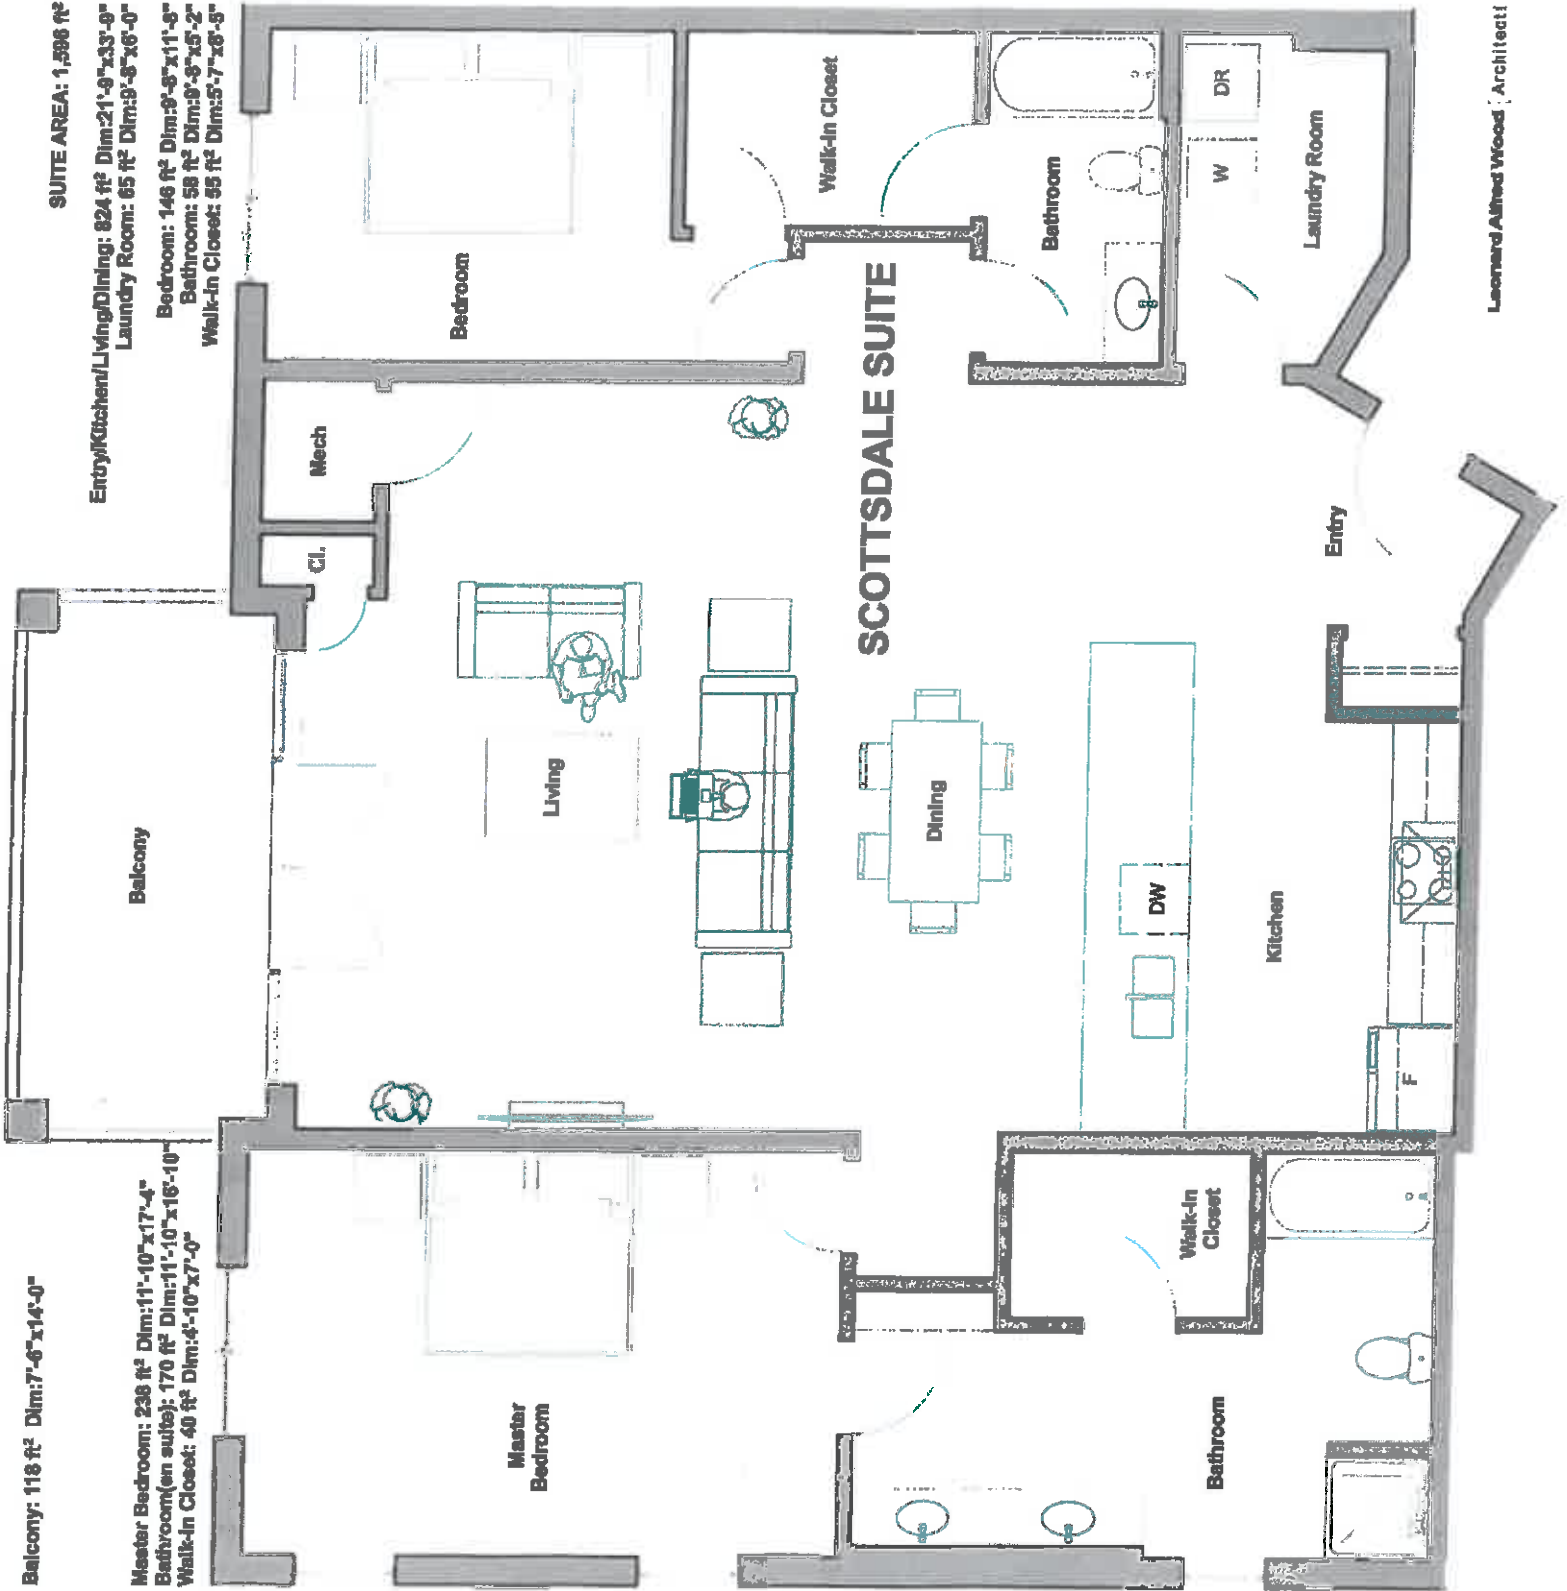 Balcony: 118 ft² Dim:7'-6"x14'-0"
Master Bedroom: 238 ft² Dim:11'-10"x17'-4"
Bathroom(en suite): 170 ft² Dim:11'-10"x16'-10"
Walk-in Closet: 40 ft² Dim:4'-10"x7'-0"
SUITE AREA: 1,598 ft²
Entry/Kitchen/Living/Dining: 824 ft² Dim:21'-9"x33'-9"
Laundry Room: 65 ft² Dim:9'-8"x6'-0"
Bedroom: 146 ft² Dim:9'-8"x11'-8"
Bathroom: 58 ft² Dim:9'-8"x5'-2"
Walk-in Closet: 55 ft² Dim:5'-7"x8'-5"
Balcony
Cl.
Mech
Bedroom
Master
Bedroom
Living
Walk-in Closet
SCOTTSDALE SUITE
Dining
Bathroom
DW
W
DR
Walk-in
Closet
Bathroom
Kitchen
Entry
Laundry Room
F
Leonard Alfred Wood | Architect